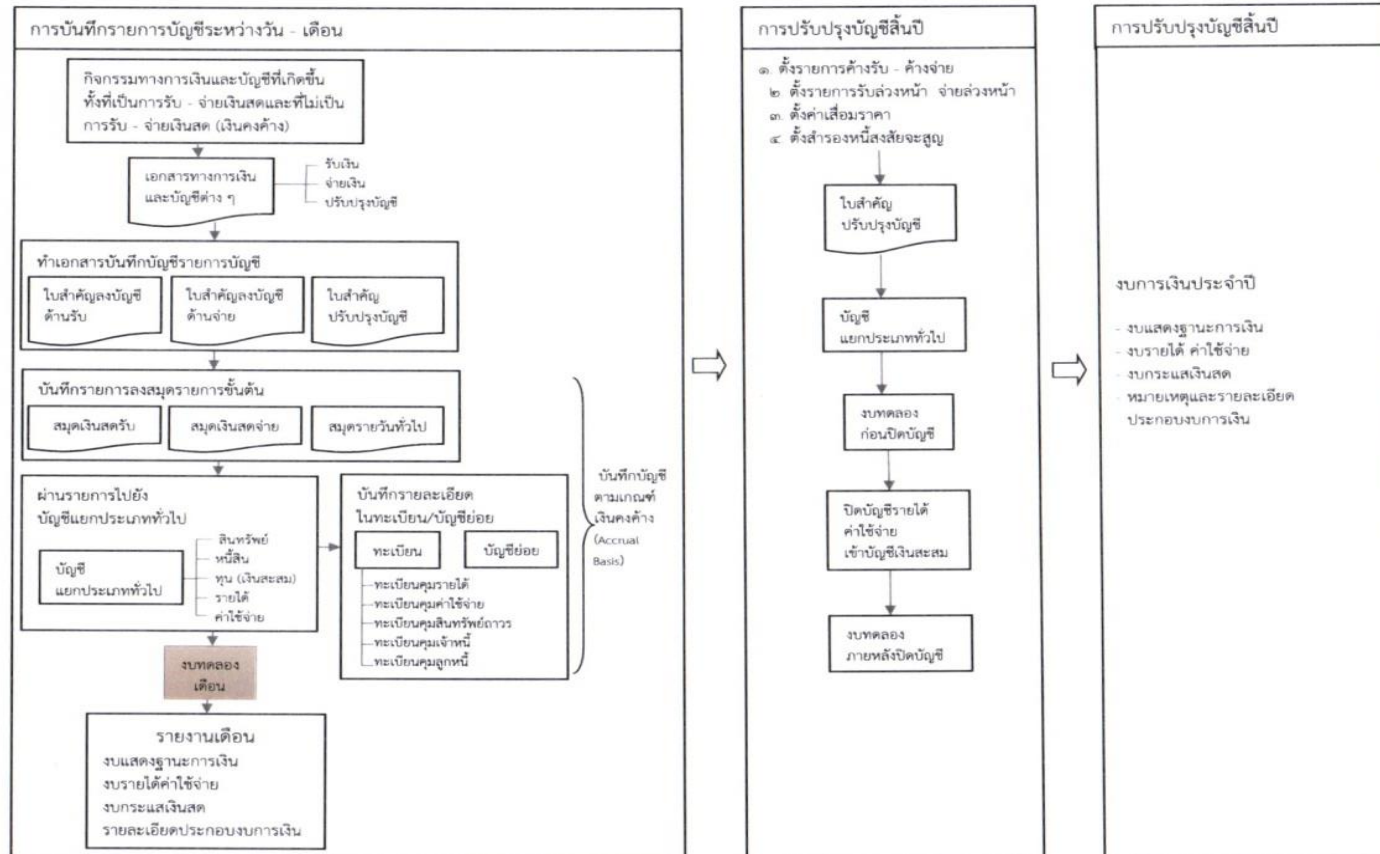 การบันทึกรายการบัญชีระหว่างวัน - เดือน
กิจกรรมทางการเงินและบัญชีที่เกิดขึ้น
ทั้งที่เป็นการรับ - จ่ายเงินสดและที่ไม่เป็น
การรับ - จ่ายเงินสด (เงินคงค้าง)
เอกสารทางการเงิน
และบัญชีต่าง ๆ
รับเงิน
จ่ายเงิน
ปรับปรุงบัญชี
ทำเอกสารบันทึกบัญชีรายการบัญชี
ใบสำคัญลงบัญชี
ด้านรับ
ใบสำคัญลงบัญชี
ด้านจ่าย
ใบสำคัญ
ปรับปรุงบัญชี
บันทึกรายการลงสมุดรายการขั้นต้น
สมุดเงินสดรับ
สมุดเงินสดจ่าย
สมุดรายวันทั่วไป
ผ่านรายการไปยัง
บัญชีแยกประเภททั่วไป
บัญชี
แยกประเภททั่วไป
สินทรัพย์
หนี้สิน
ทุน (เงินสะสม)
รายได้
ค่าใช้จ่าย
บันทึกรายละเอียด
ในทะเบียน/บัญชีย่อย
ทะเบียน
บัญชีย่อย
ทะเบียนคุมรายได้
ทะเบียนคุมค่าใช้จ่าย
ทะเบียนคุมสินทรัพย์ถาวร
ทะเบียนคุมเจ้าหนี้
ทะเบียนคุมลูกหนี้
บันทึกบัญชี
ตามเกณฑ์
เงินคงค้าง
(Accrual
Basis)
งบทดลอง
เดือน
รายงานเดือน
งบแสดงฐานะการเงิน
งบรายได้ค่าใช้จ่าย
งบกระแสเงินสด
รายละเอียดประกอบงบการเงิน
การปรับปรุงบัญชีสิ้นปี
๑. ตั้งรายการค้างรับ - ค้างจ่าย
๒. ตั้งรายการรับล่วงหน้า จ่ายล่วงหน้า
๓. ตั้งค่าเสื่อมราคา
๔. ตั้งสำรองหนี้สงสัยจะสูญ
ใบสำคัญ
ปรับปรุงบัญชี
บัญชี
แยกประเภททั่วไป
งบทดลอง
ก่อนปิดบัญชี
ปิดบัญชีรายได้
ค่าใช้จ่าย
เข้าบัญชีเงินสะสม
งบทดลอง
ภายหลังปิดบัญชี
การปรับปรุงบัญชีสิ้นปี
งบการเงินประจำปี
- งบแสดงฐานะการเงิน
- งบรายได้ ค่าใช้จ่าย
- งบกระแสเงินสด
- หมายเหตุและรายละเอียด
ประกอบงบการเงิน